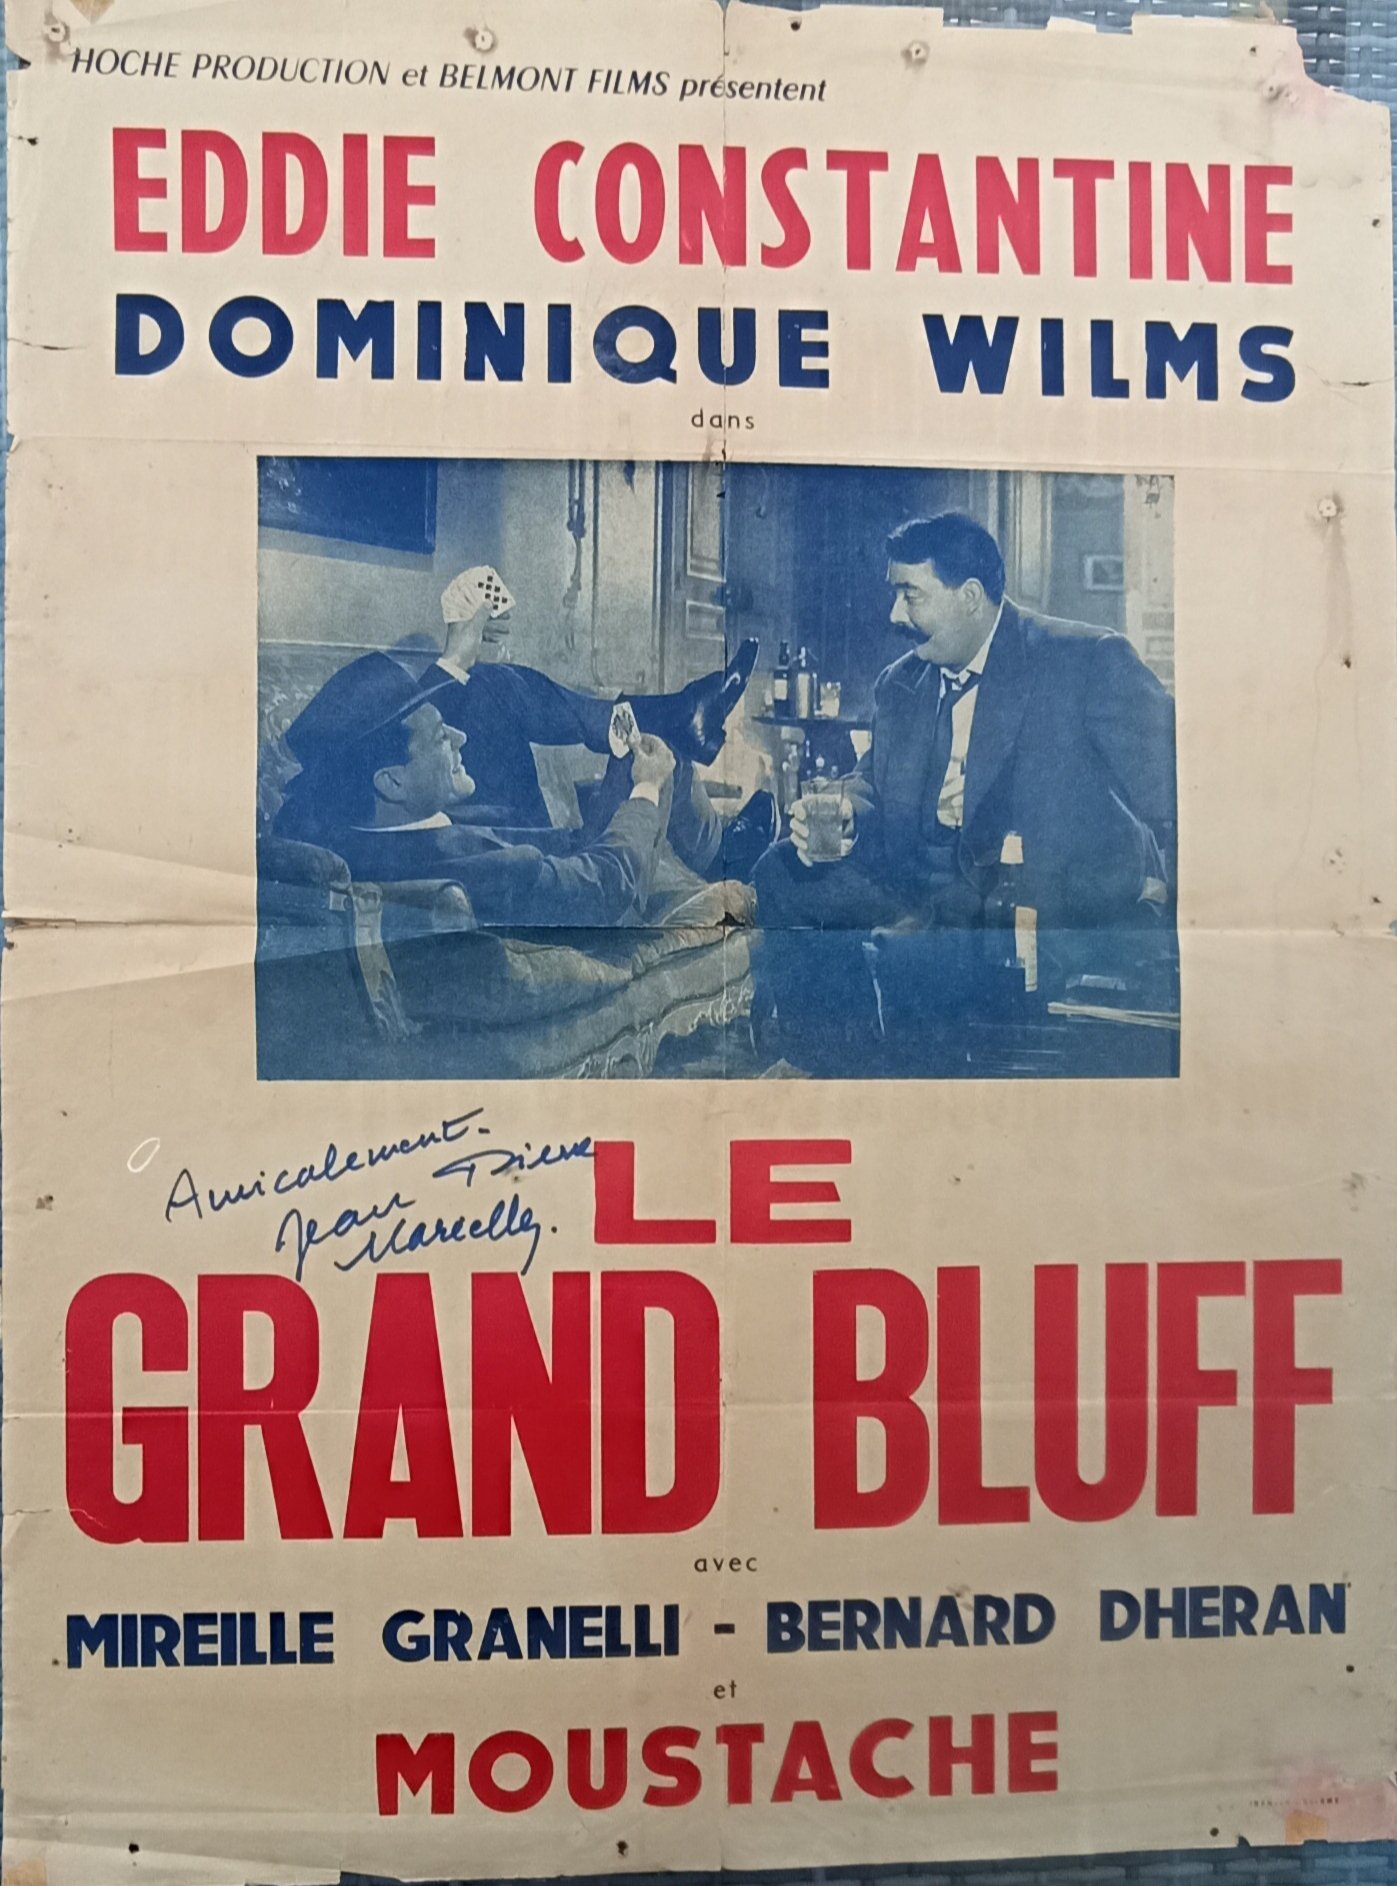 HOCHE PRODUCTION et BELMONT FILMS présentent
EDDIE CONSTANTINE
DOMINIQUE WILMS
dans
Amicalement.
Jean Pierre
Marielly.
LE
GRAND BLUFF
avec
MIREILLE GRANELLI - BERNARD DHERAN
et
MOUSTACHE